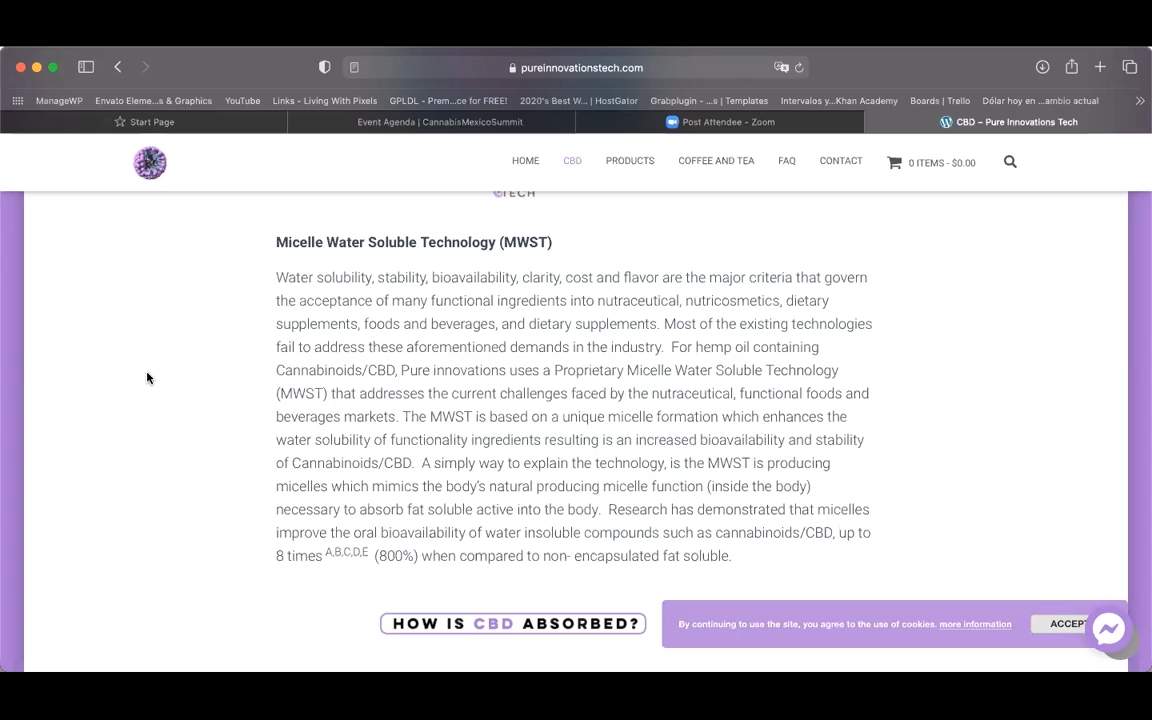 pureinnovationstech.com
ManageWP Envato Eleme...s & Graphics YouTube Links - Living With Pixels GPLDL - Prem...ce for FREE! 2020's Best W... | HostGator Grabplugin - ...s | Templates Intervalos y...Khan Academy Boards | Trello Dólar hoy en ...ambio actual
Start Page Event Agenda | CannabisMexicoSummit Post Attendee - Zoom CBD – Pure Innovations Tech
HOME CBD PRODUCTS COFFEE AND TEA FAQ CONTACT 0 ITEMS - $0.00
TECH
Micelle Water Soluble Technology (MWST)
Water solubility, stability, bioavailability, clarity, cost and flavor are the major criteria that govern
the acceptance of many functional ingredients into nutraceutical, nutricosmetics, dietary
supplements, foods and beverages, and dietary supplements. Most of the existing technologies
fail to address these aforementioned demands in the industry.  For hemp oil containing
Cannabinoids/CBD, Pure innovations uses a Proprietary Micelle Water Soluble Technology
(MWST) that addresses the current challenges faced by the nutraceutical, functional foods and
beverages markets. The MWST is based on a unique micelle formation which enhances the
water solubility of functionality ingredients resulting is an increased bioavailability and stability
of Cannabinoids/CBD.  A simply way to explain the technology, is the MWST is producing
micelles which mimics the body's natural producing micelle function (inside the body)
necessary to absorb fat soluble active into the body.  Research has demonstrated that micelles
improve the oral bioavailability of water insoluble compounds such as cannabinoids/CBD, up to
8 times A,B,C,D,E (800%) when compared to non- encapsulated fat soluble.
HOW IS CBD ABSORBED?
By continuing to use the site, you agree to the use of cookies. more information ACCEPT